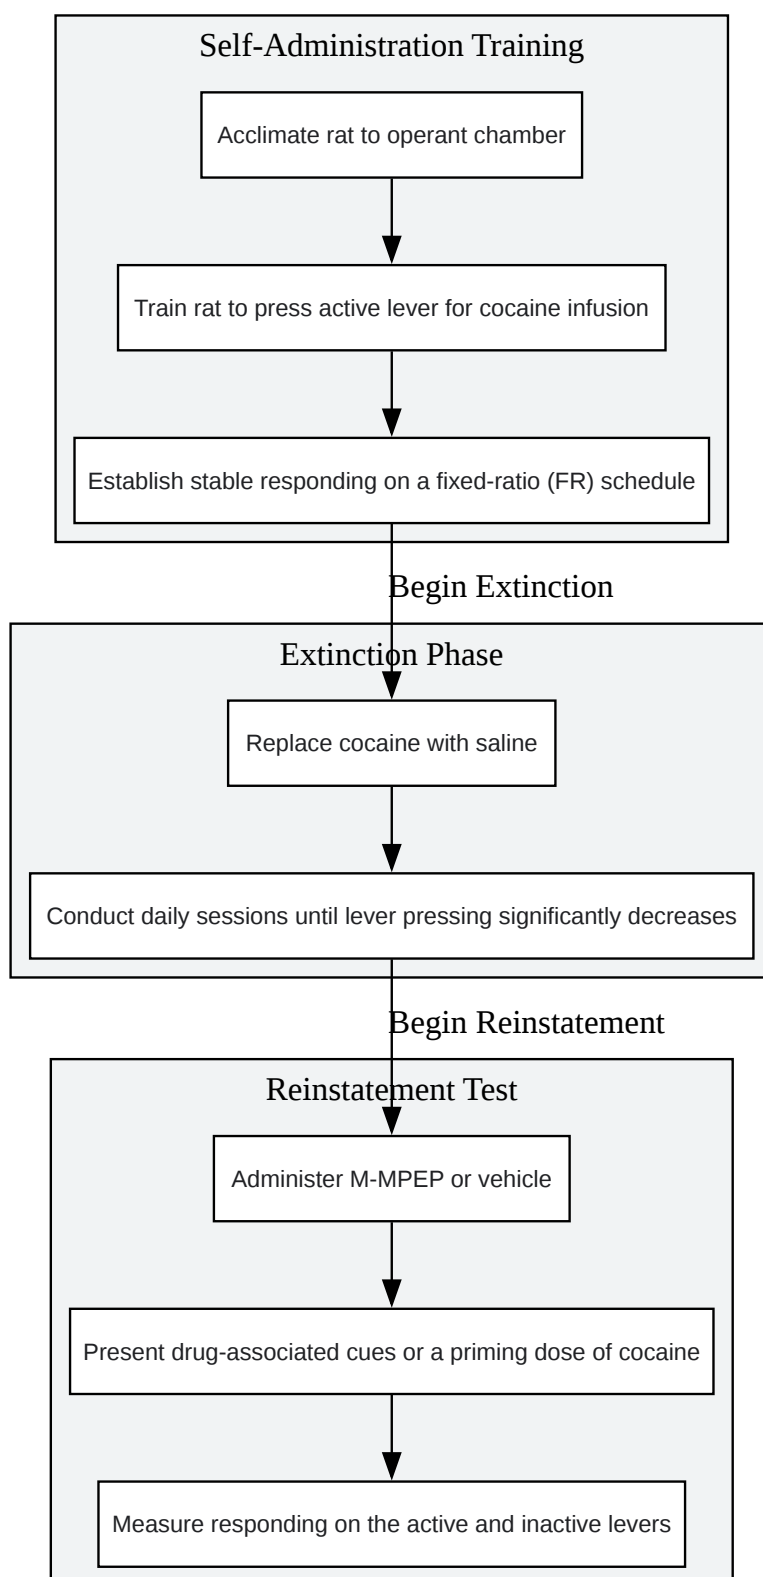 Self-Administration Training
Acclimate rat to operant chamber
Train rat to press active lever for cocaine infusion
Establish stable responding on a fixed-ratio (FR) schedule
Begin Extinction
Extinction Phase
Replace cocaine with saline
Conduct daily sessions until lever pressing significantly decreases
Begin Reinstatement
Reinstatement Test
Administer M-MPEP or vehicle
Present drug-associated cues or a priming dose of cocaine
Measure responding on the active and inactive levers